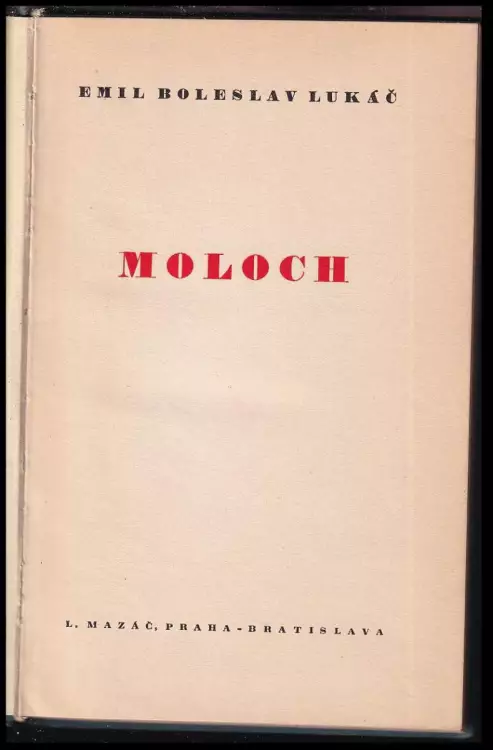 EMIL BOLESLAV LUKÁČ
MOLOCH
L. MAZÁČ, PRAHA-BRATISLAVA